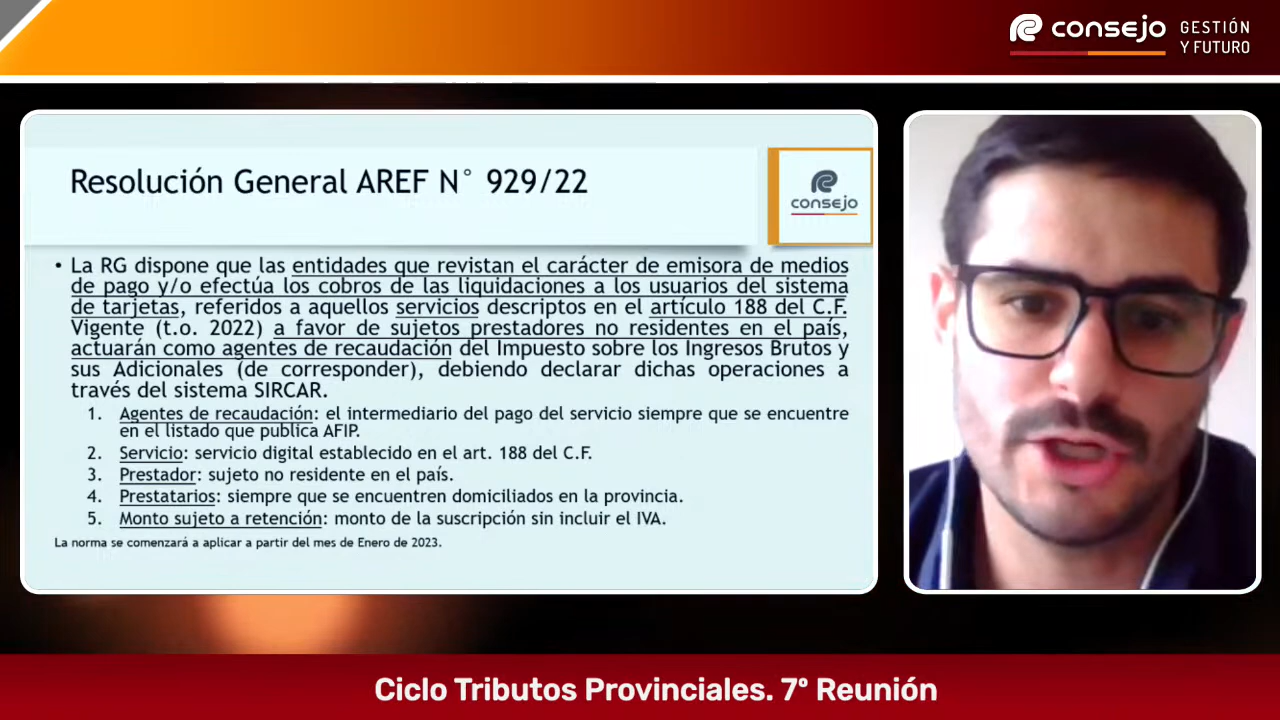 consejo
GESTIÓN
Y FUTURO
Resolución General AREF N° 929/22
consejo
• La RG dispone que las entidades que revistan el carácter de emisora de medios
de pago y/o efectúa los cobros de las liquidaciones a los usuarios del sistema
de tarjetas, referidos a aquellos servicios descriptos en el artículo 188 del C.F.
Vigente (t.o. 2022) a favor de sujetos prestadores no residentes en el país,
actuarán como agentes de recaudación del Impuesto sobre los Ingresos Brutos y
sus Adicionales (de corresponder), debiendo declarar dichas operaciones a
través del sistema SIRCAR.
1. Agentes de recaudación: el intermediario del pago del servicio siempre que se encuentre
en el listado que publica AFIP.
2. Servicio: servicio digital establecido en el art. 188 del C.F.
3. Prestador: sujeto no residente en el país.
4. Prestatarios: siempre que se encuentren domiciliados en la provincia.
5. Monto sujeto a retención: monto de la suscripción sin incluir el IVA.
La norma se comenzará a aplicar a partir del mes de Enero de 2023.
Ciclo Tributos Provinciales. 7º Reunión